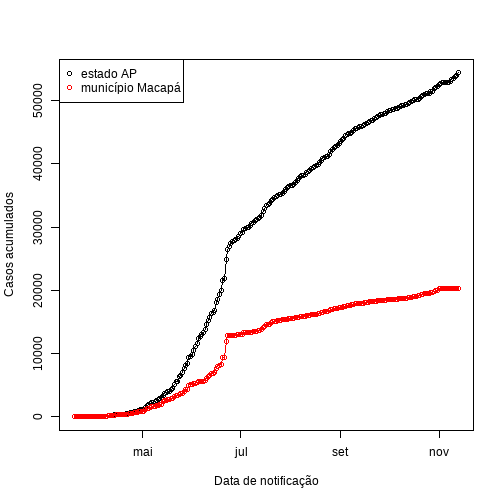 estado AP
município Macapá
Casos acumulados
50000
40000
30000
20000
10000
0
mai jul set nov
Data de notificação